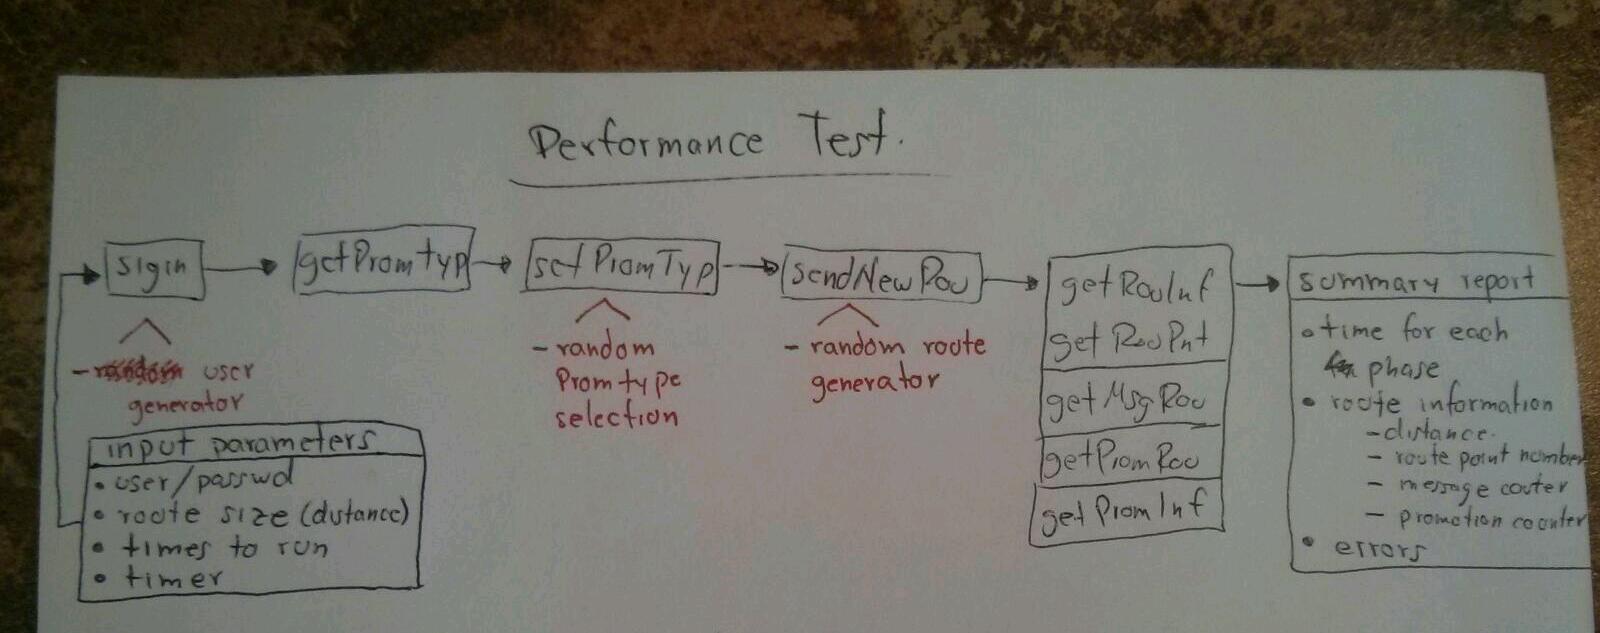 Performance Test.
sigin
getPromtyp
setPromTyp
sendNewRou
getRouInf
get RouPnt
getMsgRou
getPromRou
getPromInf
summary report
• time for each
phase
• route information
- distance.
- route point number
- message couter
- promotion counter
• errors
- random user
generator
- random
Promtype
selection
- random route
generator
input parameters
• user/passwd
• route size (distance)
• times to run
• timer